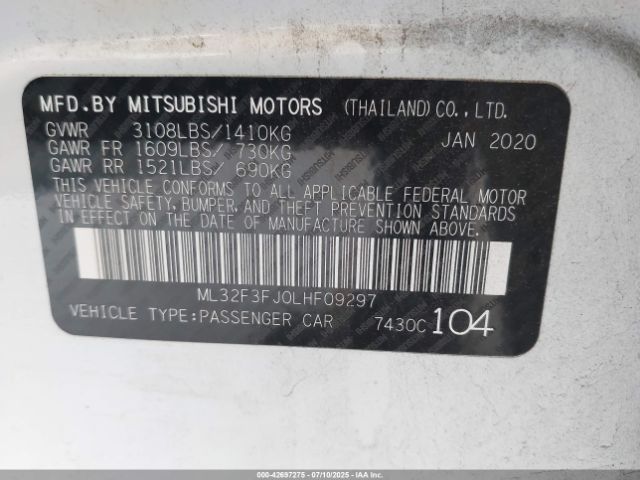 MFD.BY MITSUBISHI MOTORS (THAILAND)CO.,LTD.
GVWR 3108LBS/1410KG JAN 2020
GAWR FR 1609LBS/ 730KG
GAWR RR 1521LBS/ 690KG
THIS VEHICLE CONFORMS TO ALL APPLICABLE FEDERAL MOTOR
VEHICLE SAFETY, BUMPER, AND THEFT PREVENTION STANDARDS
IN EFFECT ON THE DATE OF MANUFACTURE SHOWN ABOVE.
ML32F3FJ0LHF09297
VEHICLE TYPE:PASSENGER CAR 7430C 104
000-42697275 - 07/10/2025 - IAAI.CA